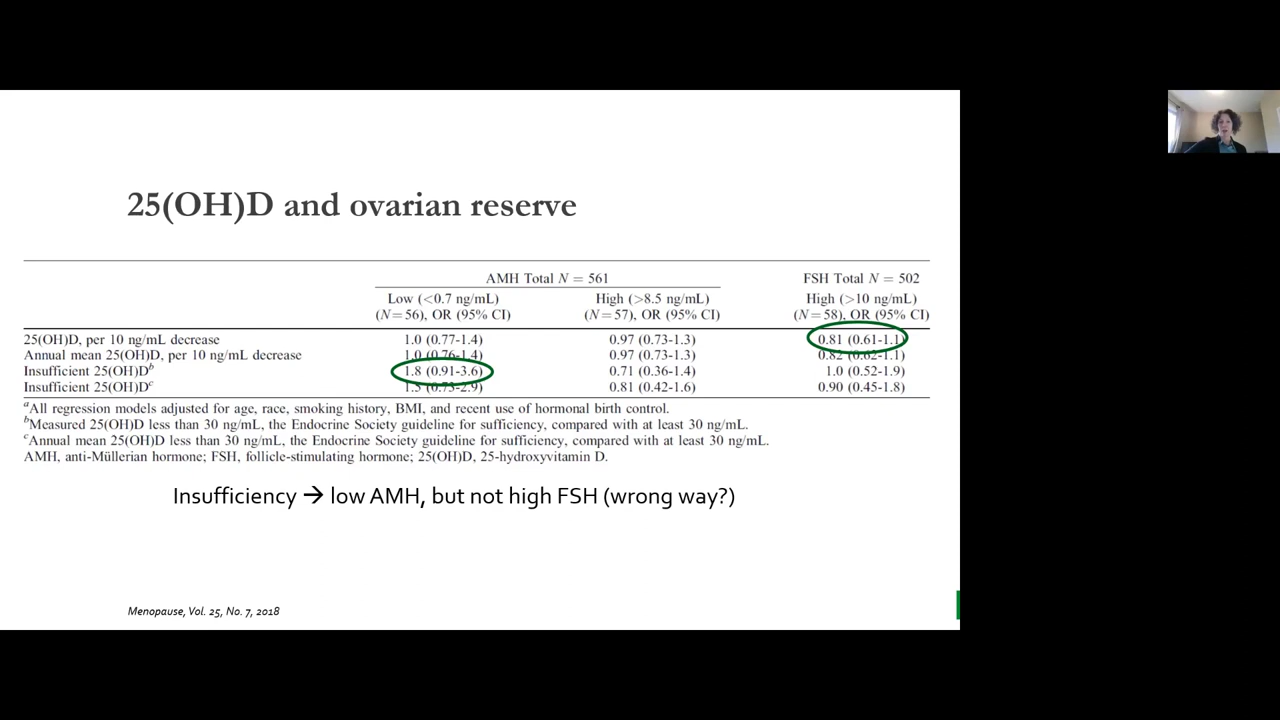 25(OH)D and ovarian reserve
AMH Total N = 561 FSH Total N = 502
Low (<0.7 ng/mL) High (>8.5 ng/mL) High (>10 ng/mL)
(N=56), OR (95% CI) (N=57), OR (95% CI) (N=58), OR (95% CI)
25(OH)D, per 10 ng/mL decrease 1.0 (0.77-1.4) 0.97 (0.73-1.3) 0.81 (0.61-1.1)
Annual mean 25(OH)D, per 10 ng/mL decrease 1.0 (0.76-1.4) 0.97 (0.73-1.3) 0.82 (0.62-1.1)
Insufficient 25(OH)Dᵇ 1.8 (0.91-3.6) 0.71 (0.36-1.4) 1.0 (0.52-1.9)
Insufficient 25(OH)Dᶜ 1.5 (0.75-2.9) 0.81 (0.42-1.6) 0.90 (0.45-1.8)
ᵃAll regression models adjusted for age, race, smoking history, BMI, and recent use of hormonal birth control.
ᵇMeasured 25(OH)D less than 30 ng/mL, the Endocrine Society guideline for sufficiency, compared with at least 30 ng/mL.
ᶜAnnual mean 25(OH)D less than 30 ng/mL, the Endocrine Society guideline for sufficiency, compared with at least 30 ng/mL.
AMH, anti-Müllerian hormone; FSH, follicle-stimulating hormone; 25(OH)D, 25-hydroxyvitamin D.
Insufficiency → low AMH, but not high FSH (wrong way?)
Menopause, Vol. 25, No. 7, 2018